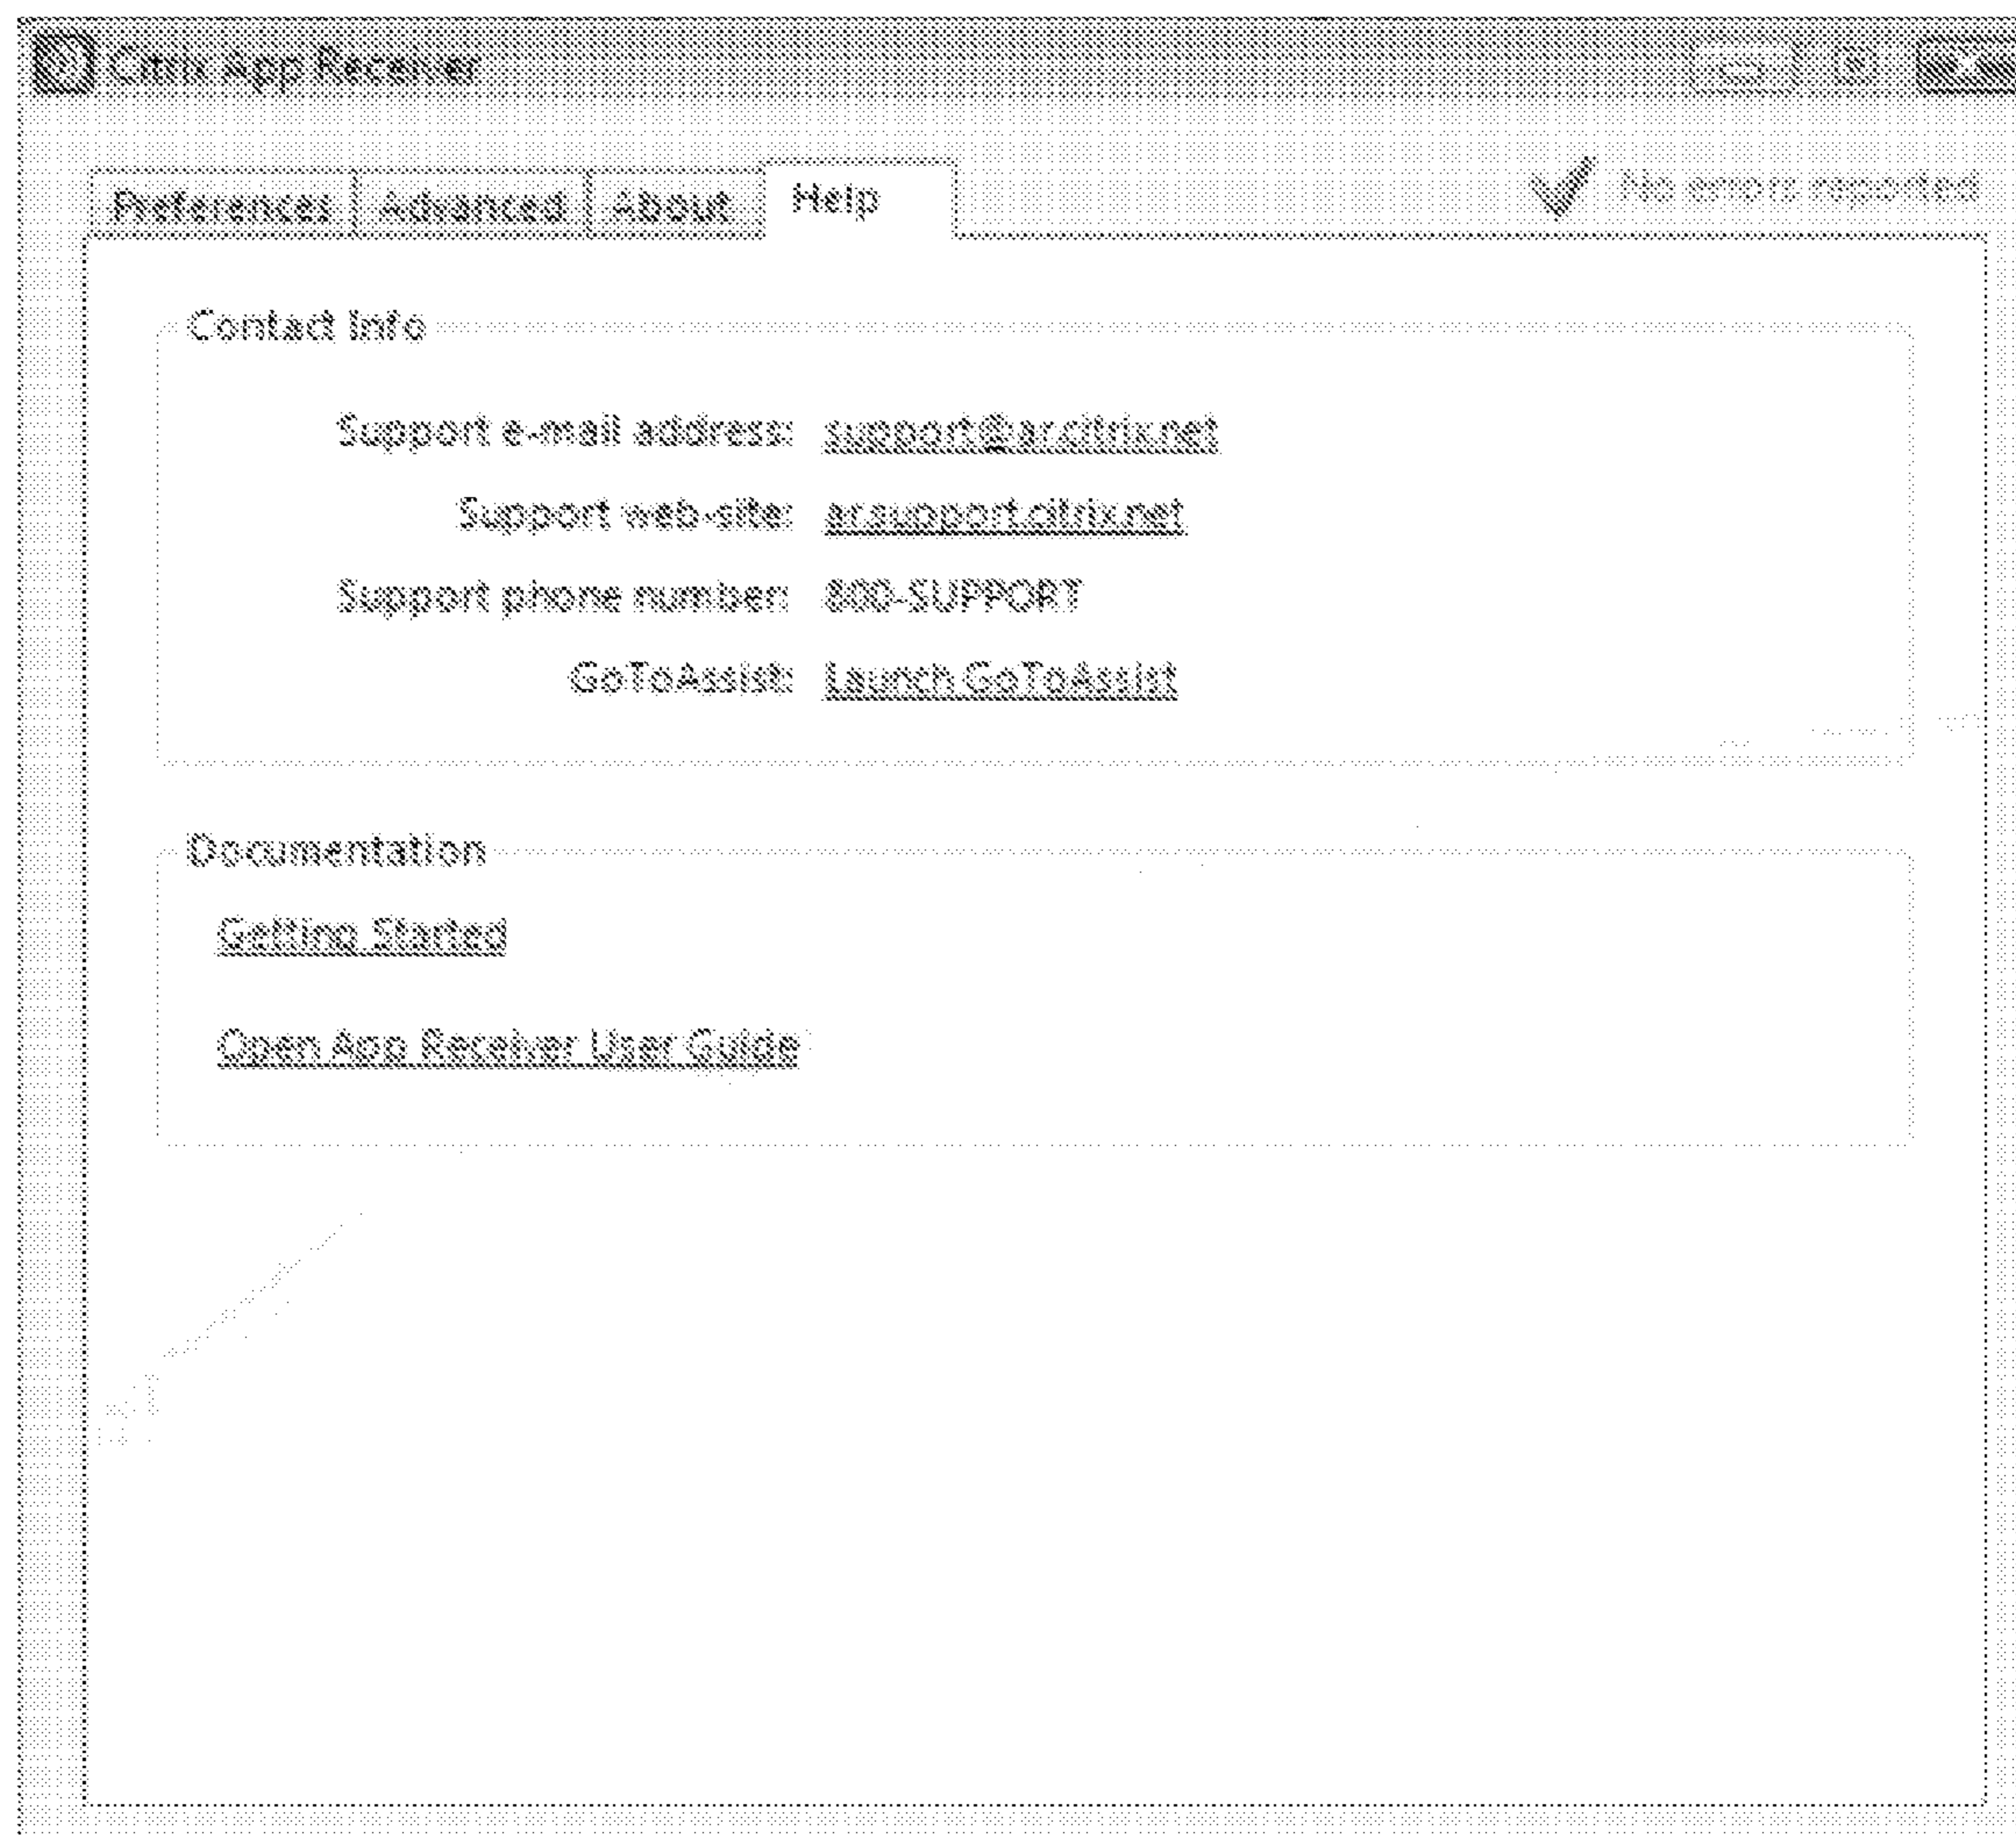 Citrix App Receiver
Preferences Advanced About Help
No errors reported
Contact Info
Support e-mail address: support@ar.citrix.net
Support web-site: ar.support.citrix.net
Support phone number: 800-SUPPORT
GoToAssist: Launch GoToAssist
Documentation
Getting Started
Open App Receiver User Guide